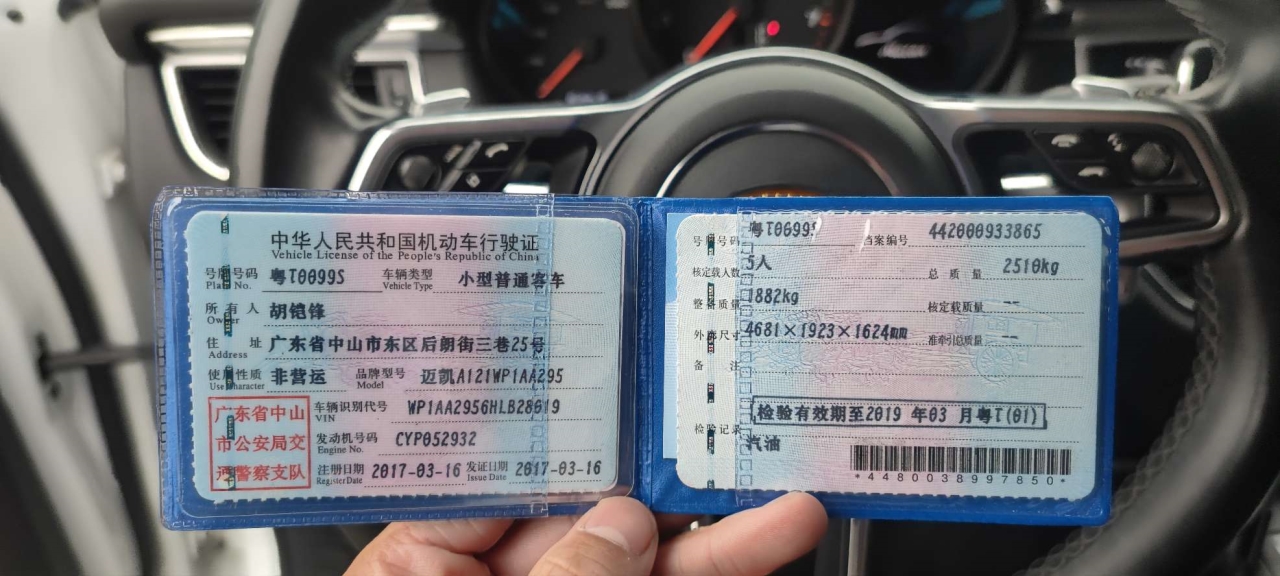 中华人民共和国机动车行驶证
Vehicle License of the People's Republic of China
号牌号码 粤T0099S 车辆类型 小型普通客车
Plate No. Vehicle Type
所有人 胡铠锋
Owner
住址 广东省中山市东区后朗街三巷25号
Address
使用性质 非营运 品牌型号 迈凯A121WP1AA295
Use Character Model
广东省中山
市公安局交
通警察支队
车辆识别代号 WP1AA2956HLB28619
VIN
发动机号码 CYP052932
Engine No.
注册日期 2017-03-16 发证日期 2017-03-16
Register Date Issue Date
号牌号码 粤T0099S 档案编号 442000933865
核定载人数 5人 总质量 2510kg
整备质量 1882kg 核定载质量 --
外廓尺寸 4681×1923×1624mm 准牵引总质量 --
备注
检验有效期至2019 年03 月粤T(01)
检验记录
汽油
*4480038997850*